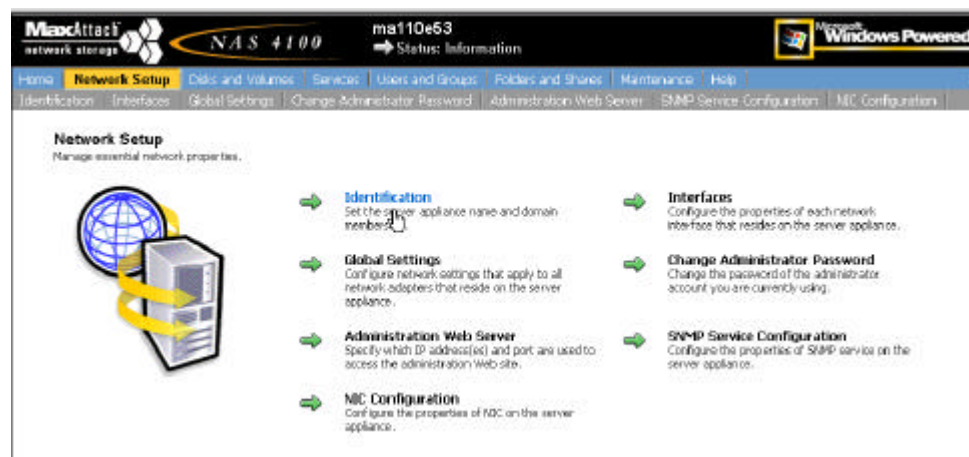 MaxAttach
network storage
NAS 4100
ma110e53
Status: Information
Microsoft
Windows Powered
Home Network Setup Disks and Volumes Services Users and Groups Folders and Shares Maintenance Help
Identification Interfaces Global Settings Change Administrator Password Administration Web Server SNMP Service Configuration NIC Configuration
Network Setup
Manage essential network properties.
Identification
Set the server appliance name and domain
Interfaces
Configure the properties of each network
interface that resides on the server appliance.
Global Settings
Configure network settings that apply to all
network adapters that reside on the server
appliance.
Change Administrator Password
Change the password of the administrator
account you are currently using.
Administration Web Server
Specify which IP address(es) and port are used to
access the administration Web site.
SNMP Service Configuration
Configure the properties of SNMP service on the
server appliance.
NIC Configuration
Configure the properties of NIC on the server
appliance.